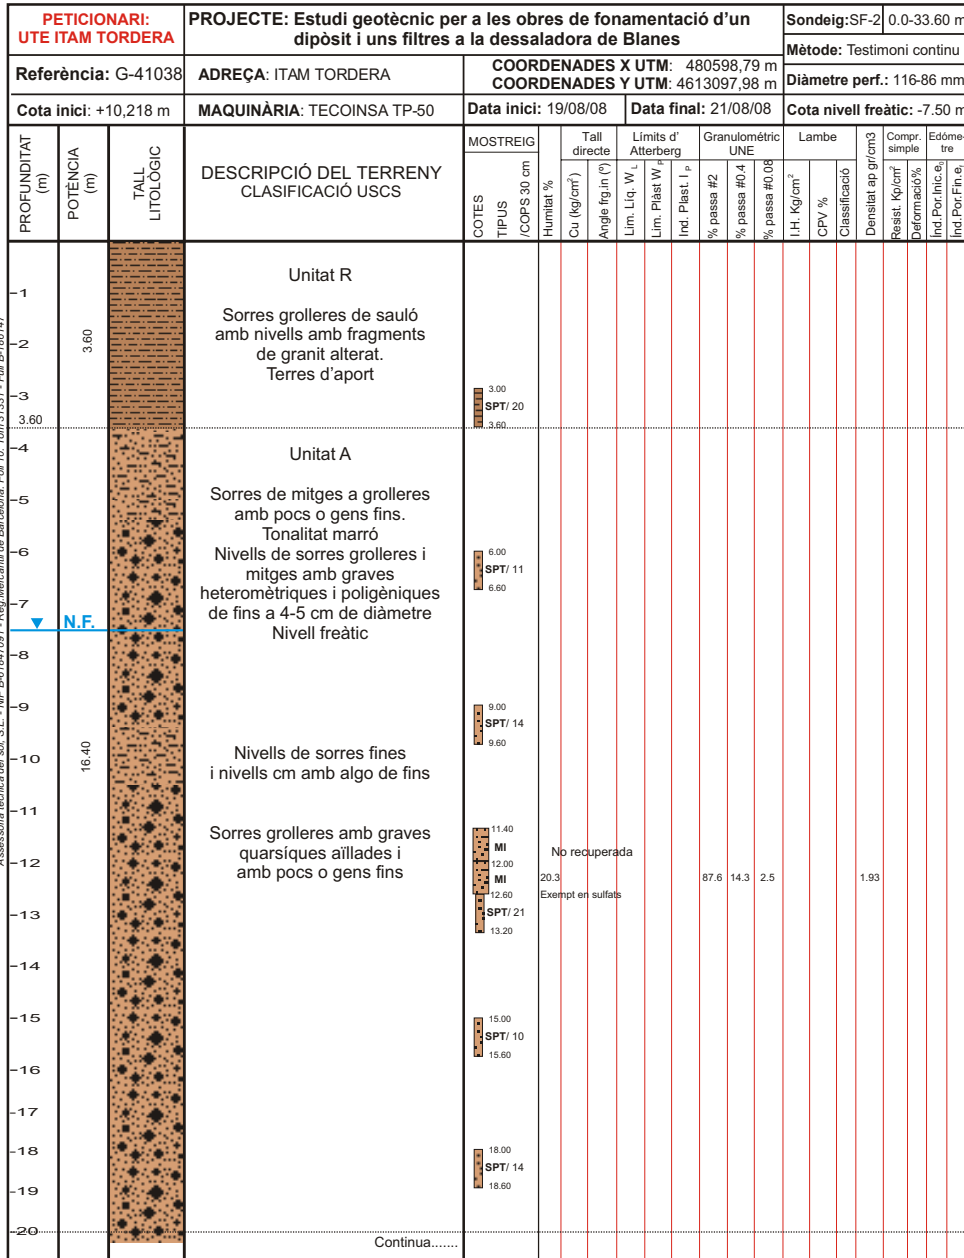 PETICIONARI:
UTE ITAM TORDERA
PROJECTE: Estudi geotècnic per a les obres de fonamentació d'un
dipòsit i uns filtres a la dessaladora de Blanes
Sondeig:SF-2 0.0-33.60 m
Mètode: Testimoni continu
Referència: G-41038
ADREÇA: ITAM TORDERA
COORDENADES X UTM: 480598,79 m
COORDENADES Y UTM: 4613097,98 m
Diàmetre perf.: 116-86 mm
Cota inici: +10,218 m
MAQUINÀRIA: TECOINSA TP-50
Data inici: 19/08/08
Data final: 21/08/08
Cota nivell freàtic: -7.50 m
PROFUNDITAT
(m)
POTÈNCIA
(m)
TALL
LITOLÒGIC
DESCRIPCIÓ DEL TERRENY
CLASIFICACIÓ USCS
MOSTREIG
COTES
TIPUS
/COPS 30 cm
Humitat %
Tall
directe
Cu (kg/cm²)
Angle frg.in (º)
Límits d'
Atterberg
Lim. Líq. W L
Lim. Plàst W P
Ind. Plast. I P
Granulométric
UNE
% passa #2
% passa #0.4
% passa #0.08
Lambe
I.H. Kg/cm²
CPV %
Classificació
Densitat ap gr/cm3
Compr.
simple
Resist. Kp/cm²
Deformació%
Edóme-
tre
Índ.Por.Inic.e₀
Índ.Por.Fin.e f
Unitat R
1
Sorres grolleres de sauló
amb nivells amb fragments
de granit alterat.
Terres d'aport
2
3.60
3
3.60
3.00
SPT/ 20
3.60
4
Unitat A
5
Sorres de mitges a grolleres
amb pocs o gens fins.
Tonalitat marró
Nivells de sorres grolleres i
mitges amb graves
heteromètriques i poligèniques
de fins a 4-5 cm de diàmetre
Nivell freàtic
6
6.00
SPT/ 11
6.60
7
N.F.
8
9
9.00
SPT/ 14
9.60
10
16.40
Nivells de sorres fines
i nivells cm amb algo de fins
11
Sorres grolleres amb graves
quarsíques aïllades i
amb pocs o gens fins
11.40
MI
No recuperada
12
12.00
MI
20.3
87.6 14.3 2.5
1.93
12.60
Exempt en sulfats
13
SPT/ 21
13.20
14
15
15.00
SPT/ 10
15.60
16
17
18
18.00
SPT/ 14
18.60
19
20
Continua.......